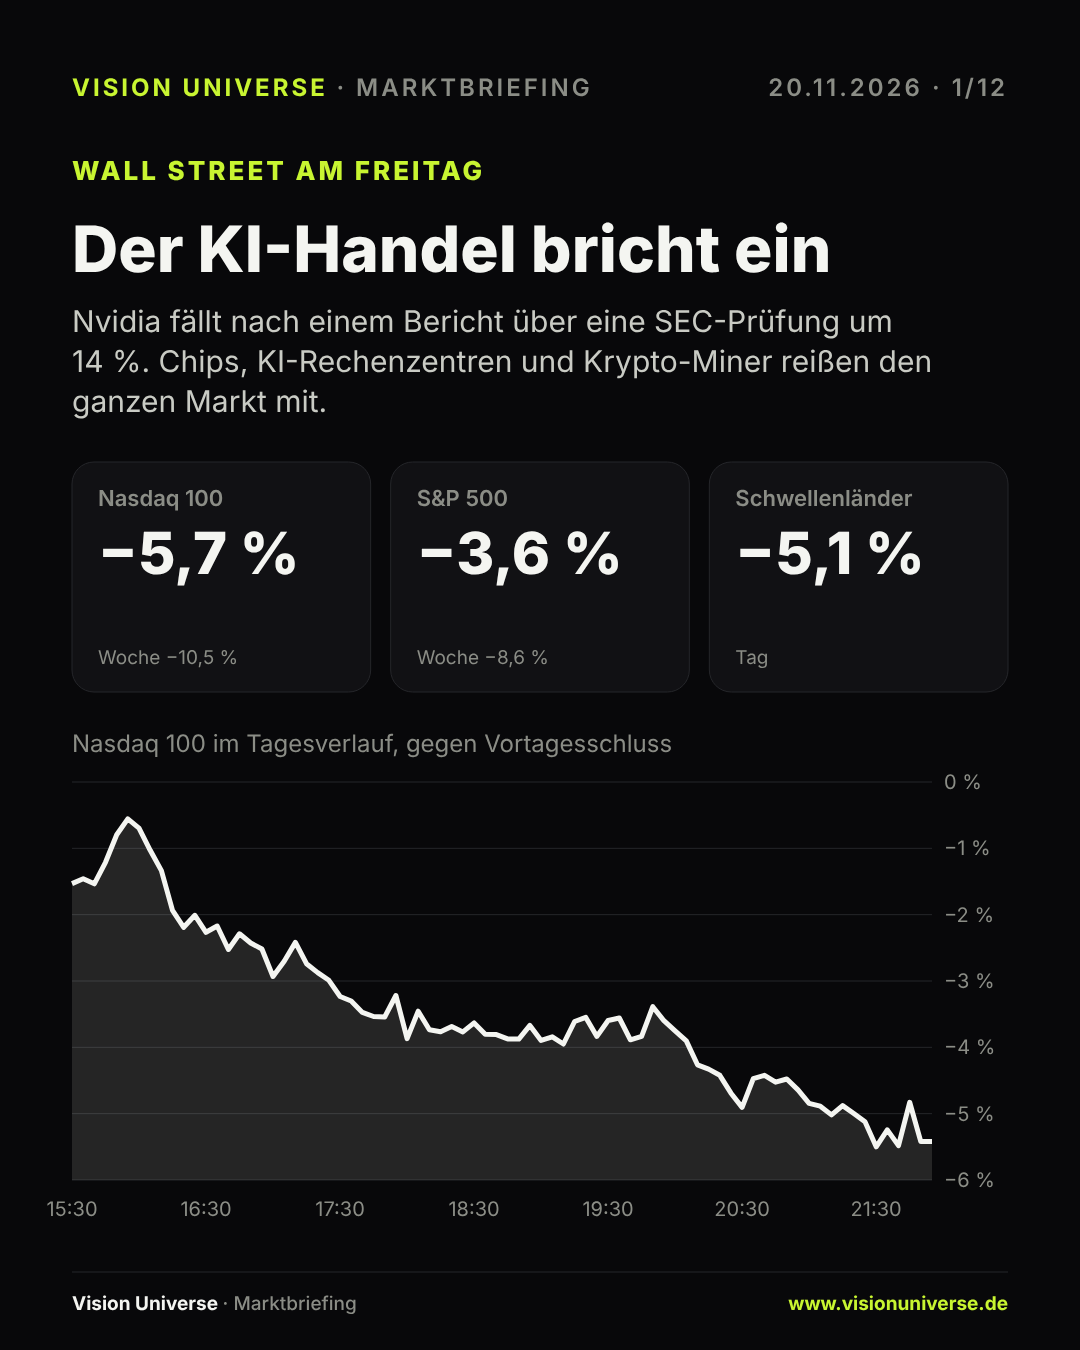 VISION UNIVERSE · MARKTBRIEFING
20.11.2026 · 1/12
WALL STREET AM FREITAG
Der KI-Handel bricht ein
Nvidia fällt nach einem Bericht über eine SEC-Prüfung um
14 %. Chips, KI-Rechenzentren und Krypto-Miner reißen den
ganzen Markt mit.
Nasdaq 100
−5,7 %
Woche −10,5 %
S&P 500
−3,6 %
Woche −8,6 %
Schwellenländer
−5,1 %
Tag
Nasdaq 100 im Tagesverlauf, gegen Vortagesschluss
0 %
−1 %
−2 %
−3 %
−4 %
−5 %
−6 %
15:30 16:30 17:30 18:30 19:30 20:30 21:30
Vision Universe · Marktbriefing
www.visionuniverse.de